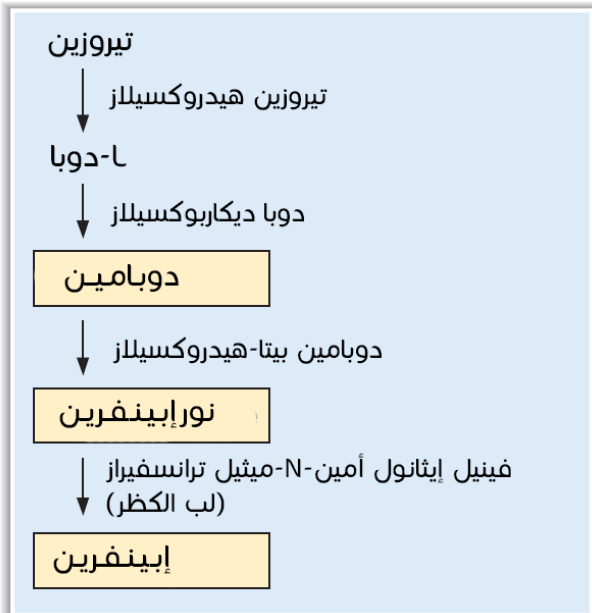 تيروزين
تيروزين هيدروكسيلاز
L-دوبا
دوبا ديكاربوكسيلاز
دوبامين
دوبامين بيتا-هيدروكسيلاز
نورإبينفرين
فينيل إيثانول أمين-N-ميثيل ترانسفيراز
(لب الكظر)
إبينفرين